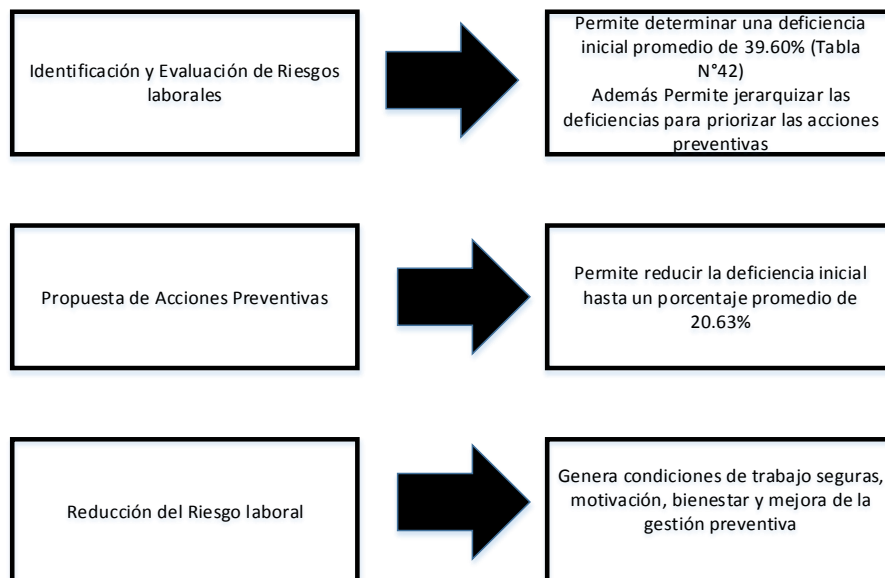 Identificación y Evaluación de Riesgos
laborales
Permite determinar una deficiencia
inicial promedio de 39.60% (Tabla
N°42)
Además Permite jerarquizar las
deficiencias para priorizar las acciones
preventivas
Propuesta de Acciones Preventivas
Permite reducir la deficiencia inicial
hasta un porcentaje promedio de
20.63%
Reducción del Riesgo laboral
Genera condiciones de trabajo seguras,
motivación, bienestar y mejora de la
gestión preventiva